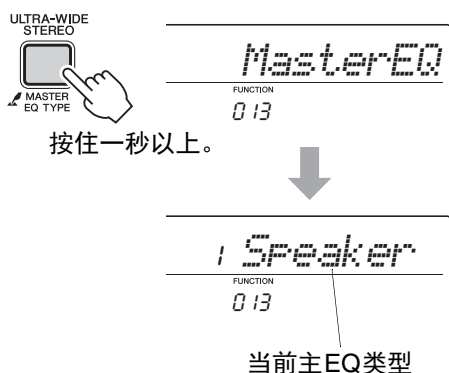 ULTRA-WIDE
STEREO
MASTER
EQ TYPE
按住一秒以上。
MasterEQ
FUNCTION
013
1 Speaker
FUNCTION
013
当前主EQ类型